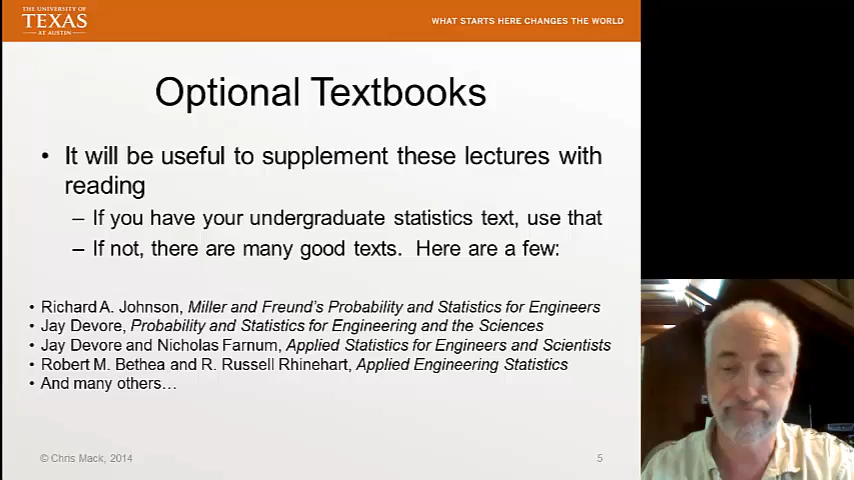 THE UNIVERSITY OF
TEXAS
AT AUSTIN
WHAT STARTS HERE CHANGES THE WORLD
Optional Textbooks
• It will be useful to supplement these lectures with
reading
– If you have your undergraduate statistics text, use that
– If not, there are many good texts. Here are a few:
• Richard A. Johnson, Miller and Freund's Probability and Statistics for Engineers
• Jay Devore, Probability and Statistics for Engineering and the Sciences
• Jay Devore and Nicholas Farnum, Applied Statistics for Engineers and Scientists
• Robert M. Bethea and R. Russell Rhinehart, Applied Engineering Statistics
• And many others…
© Chris Mack, 2014
5